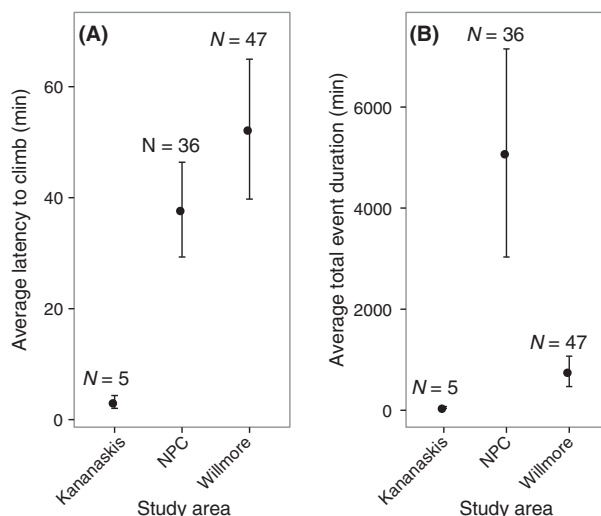 (A)
N = 47
N = 36
N = 5
60
40
20
0
Average latency to climb (min)
Kananaskis
NPC
Willmore
Study area
(B)
N = 36
N = 47
N = 5
6000
4000
2000
0
Average total event duration (min)
Kananaskis
NPC
Willmore
Study area